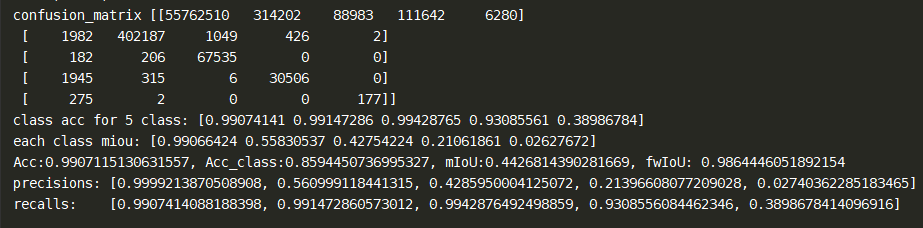 confusion_matrix [[55762510 314202 88983 111642 6280]
[ 1982 402187 1049 426 2]
[ 182 206 67535 0 0]
[ 1945 315 6 30506 0]
[ 275 2 0 0 177]]
class acc for 5 class: [0.99074141 0.99147286 0.99428765 0.93085561 0.38986784]
each class miou: [0.99066424 0.55830537 0.42754224 0.21061861 0.02627672]
Acc:0.9907115130631557, Acc_class:0.8594450736995327, mIoU:0.4426814390281669, fwIoU: 0.9864446051892154
precisions: [0.9999213870508908, 0.560999118441315, 0.4285950004125072, 0.21396608077209028, 0.02740362285183465]
recalls: [0.9907414088188398, 0.991472860573012, 0.9942876492498859, 0.9308556084462346, 0.3898678414096916]